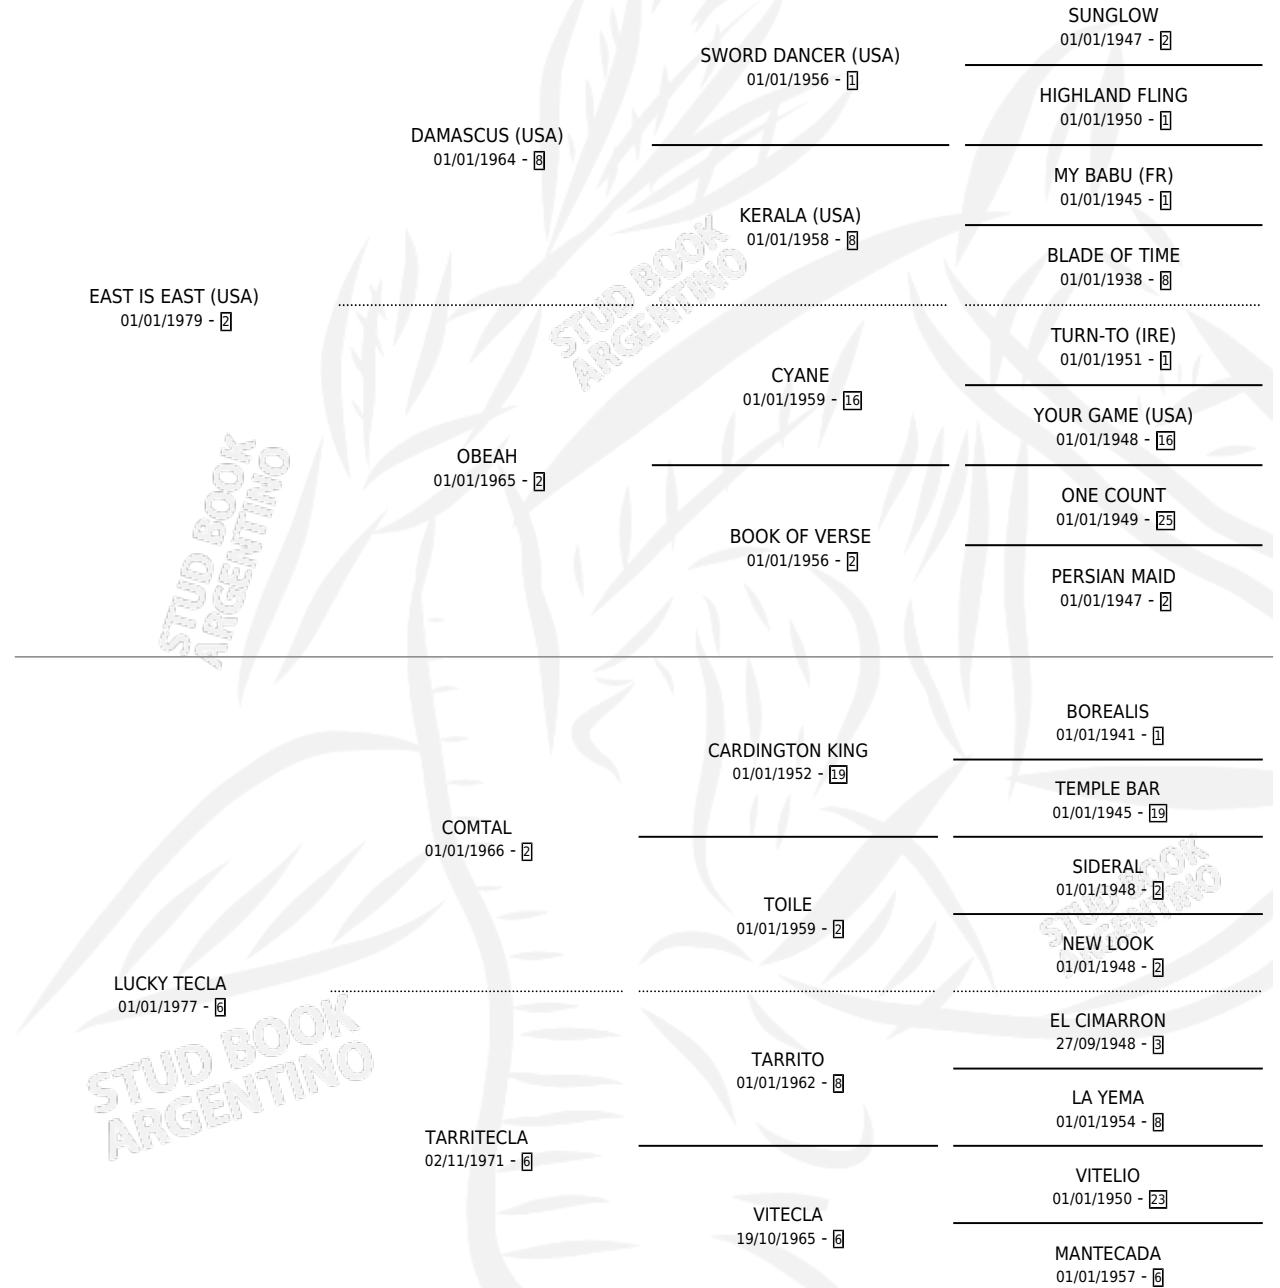 SUNGLOW
01/01/1947 - 2
SWORD DANCER (USA)
01/01/1956 - 1
HIGHLAND FLING
01/01/1950 - 1
DAMASCUS (USA)
01/01/1964 - 8
MY BABU (FR)
01/01/1945 - 1
KERALA (USA)
01/01/1958 - 8
BLADE OF TIME
01/01/1938 - 8
EAST IS EAST (USA)
01/01/1979 - 2
STUD BOOK
ARGENTINO
TURN-TO (IRE)
01/01/1951 - 1
CYANE
01/01/1959 - 16
YOUR GAME (USA)
01/01/1948 - 16
OBEAH
01/01/1965 - 2
ONE COUNT
01/01/1949 - 25
BOOK OF VERSE
01/01/1956 - 2
PERSIAN MAID
01/01/1947 - 2
STUD BOOK
ARGENTINO
BOREALIS
01/01/1941 - 1
CARDINGTON KING
01/01/1952 - 19
TEMPLE BAR
01/01/1945 - 19
COMTAL
01/01/1966 - 2
SIDERAL
01/01/1948 - 2
TOILE
01/01/1959 - 2
NEW LOOK
01/01/1948 - 2
STUD BOOK
ARGENTINO
LUCKY TECLA
01/01/1977 - 6
EL CIMARRON
27/09/1948 - 3
TARRITO
01/01/1962 - 8
LA YEMA
01/01/1954 - 8
STUD BOOK
ARGENTINO
TARRITECLA
02/11/1971 - 6
VITELIO
01/01/1950 - 23
VITECLA
19/10/1965 - 6
MANTECADA
01/01/1957 - 6